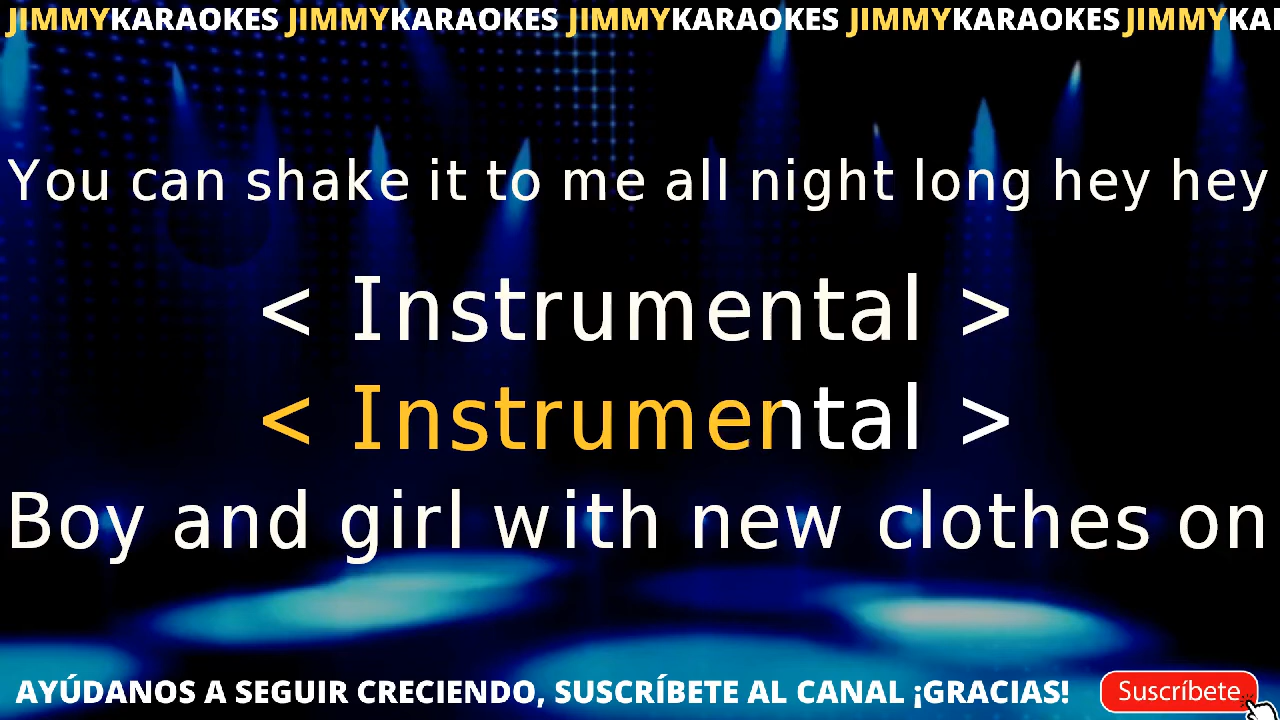 JIMMYKARAOKES JIMMYKARAOKES JIMMYKARAOKES JIMMYKARAOKES JIMMYKAI
You can shake it to me all night long hey hey
< Instrumental >
< Instrumental >
Boy and girl with new clothes on
AYÚDANOS A SEGUIR CRECIENDO, SUSCRÍBETE AL CANAL ¡GRACIAS!
Suscríbete